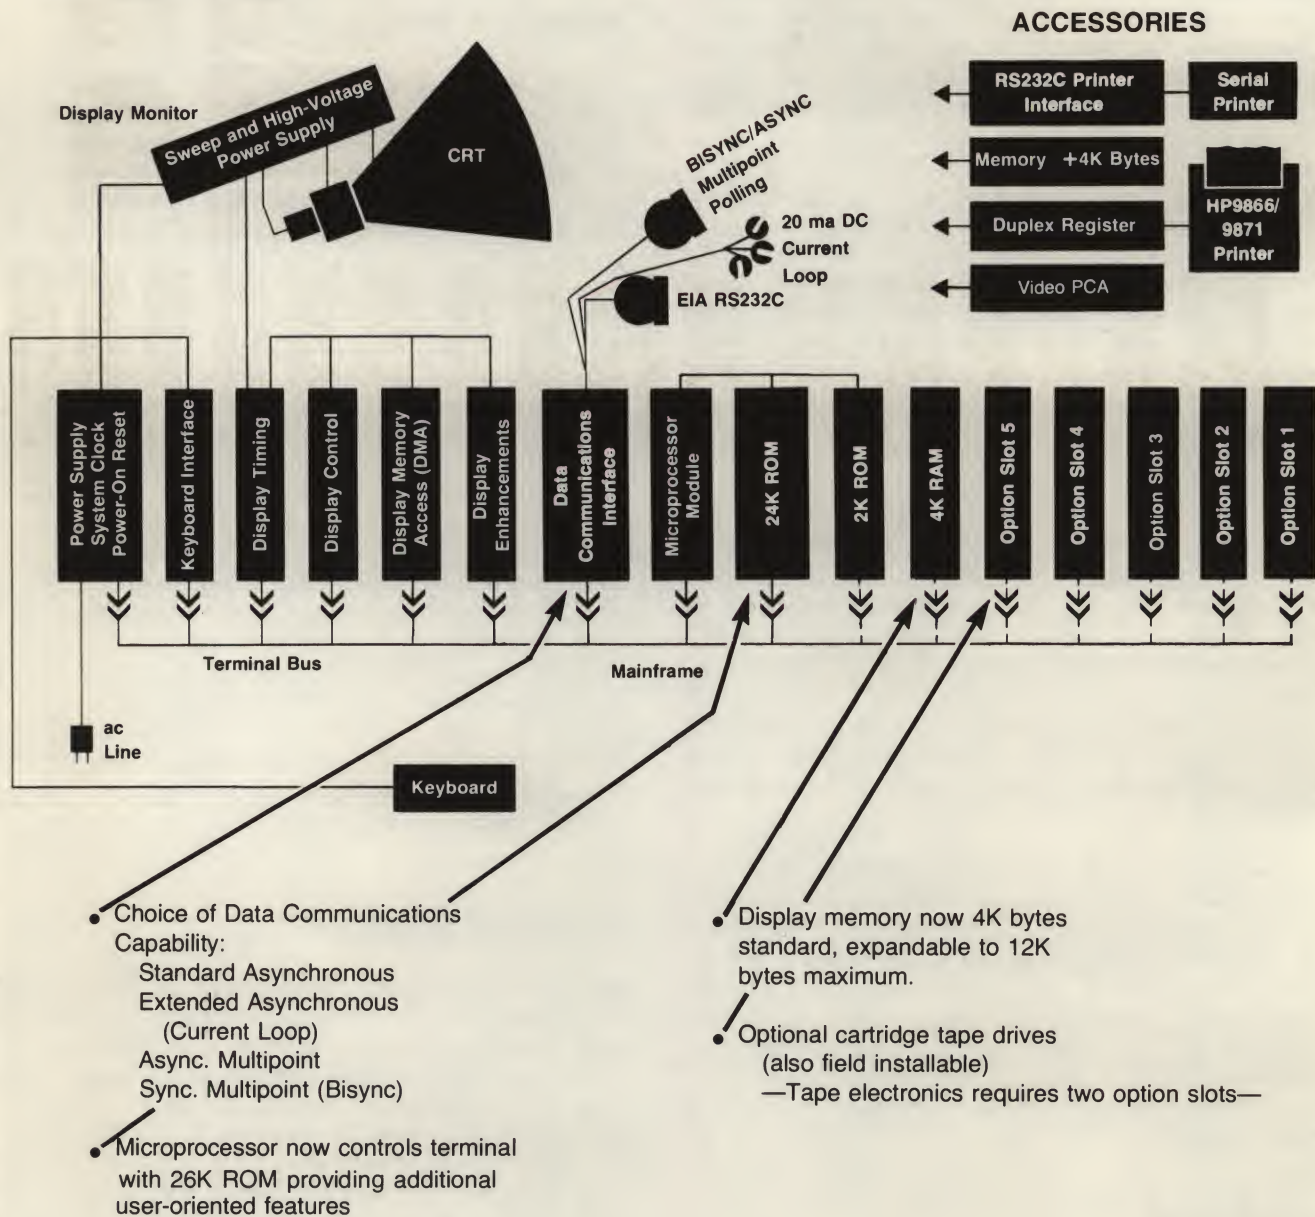 ACCESSORIES
Display Monitor
Sweep and High-Voltage
Power Supply
CRT
BISYNC/ASYNC
Multipoint
Polling
20 ma DC
Current
Loop
EIA RS232C
RS232C Printer
Interface
Serial
Printer
Memory +4K Bytes
Duplex Register
HP9866/
9871
Printer
Video PCA
Power Supply
System Clock
Power-On Reset
Keyboard Interface
Display Timing
Display Control
Display Memory
Access (DMA)
Display
Enhancements
Data
Communications
Interface
Microprocessor
Module
24K ROM
2K ROM
4K RAM
Option Slot 5
Option Slot 4
Option Slot 3
Option Slot 2
Option Slot 1
Terminal Bus
Mainframe
ac
Line
Keyboard
• Choice of Data Communications
Capability:
Standard Asynchronous
Extended Asynchronous
(Current Loop)
Async. Multipoint
Sync. Multipoint (Bisync)
• Microprocessor now controls terminal
with 26K ROM providing additional
user-oriented features
• Display memory now 4K bytes
standard, expandable to 12K
bytes maximum.
• Optional cartridge tape drives
(also field installable)
—Tape electronics requires two option slots—